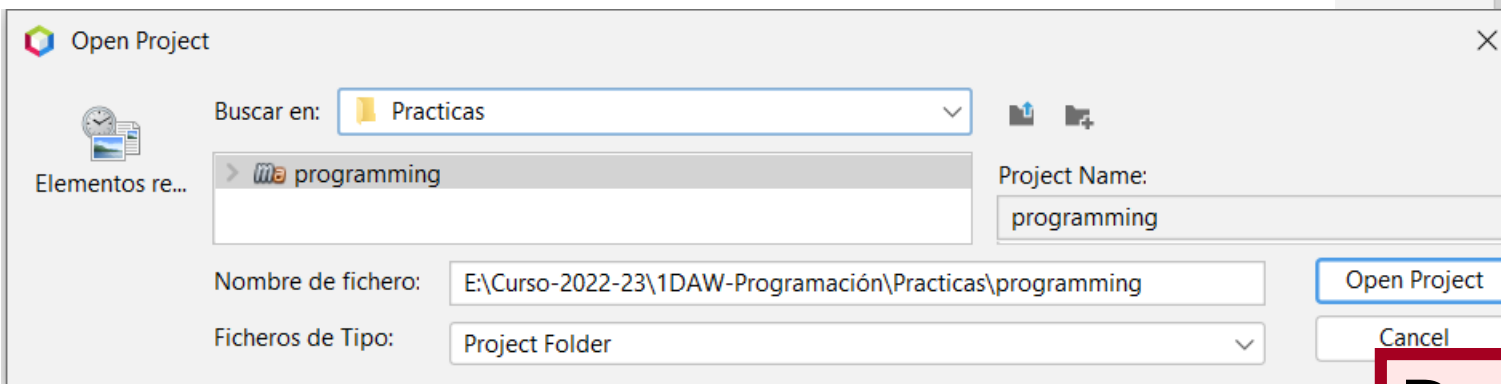 Open Project
Buscar en: Practicas
Elementos re...
ma programming
Project Name:
programming
Nombre de fichero: E:\Curso-2022-23\1DAW-Programación\Practicas\programming
Open Project
Ficheros de Tipo: Project Folder
Cancel